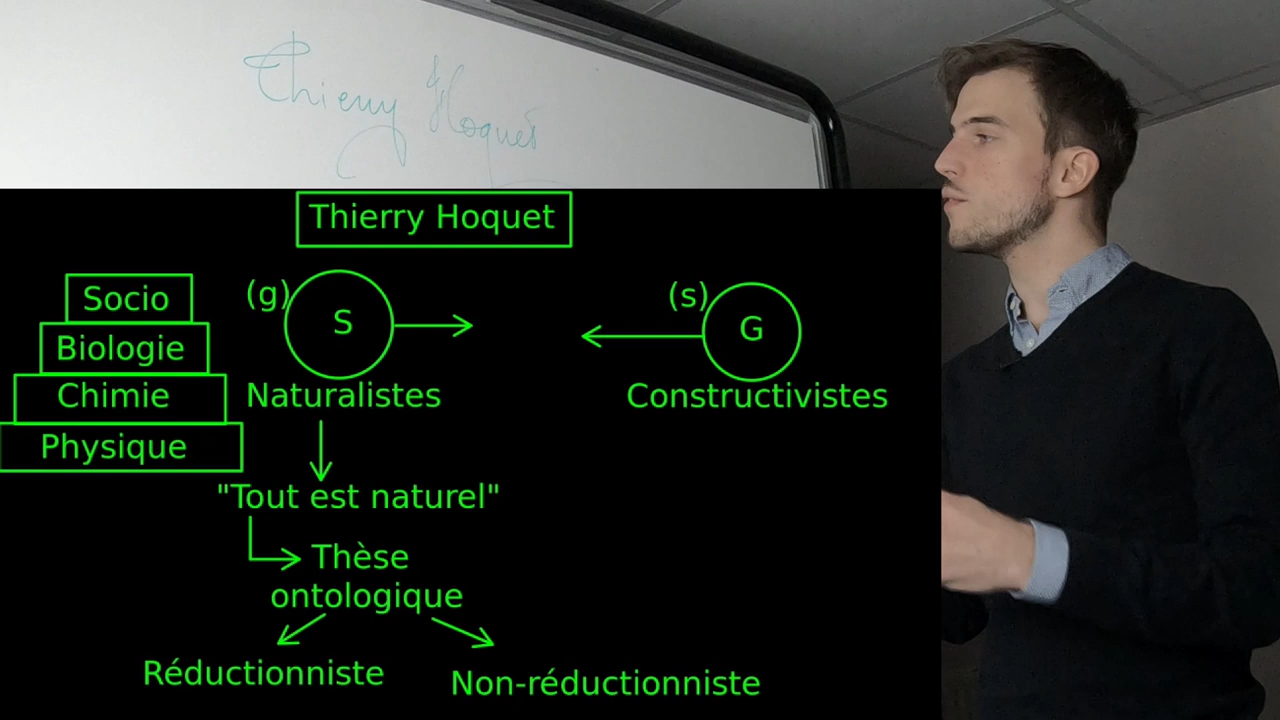 Thierry Hoquet
Thierry Hoquet
Socio
Biologie
Chimie
Physique
(g)
S
Naturalistes
(s)
G
Constructivistes
"Tout est naturel"
Thèse
ontologique
Réductionniste
Non-réductionniste